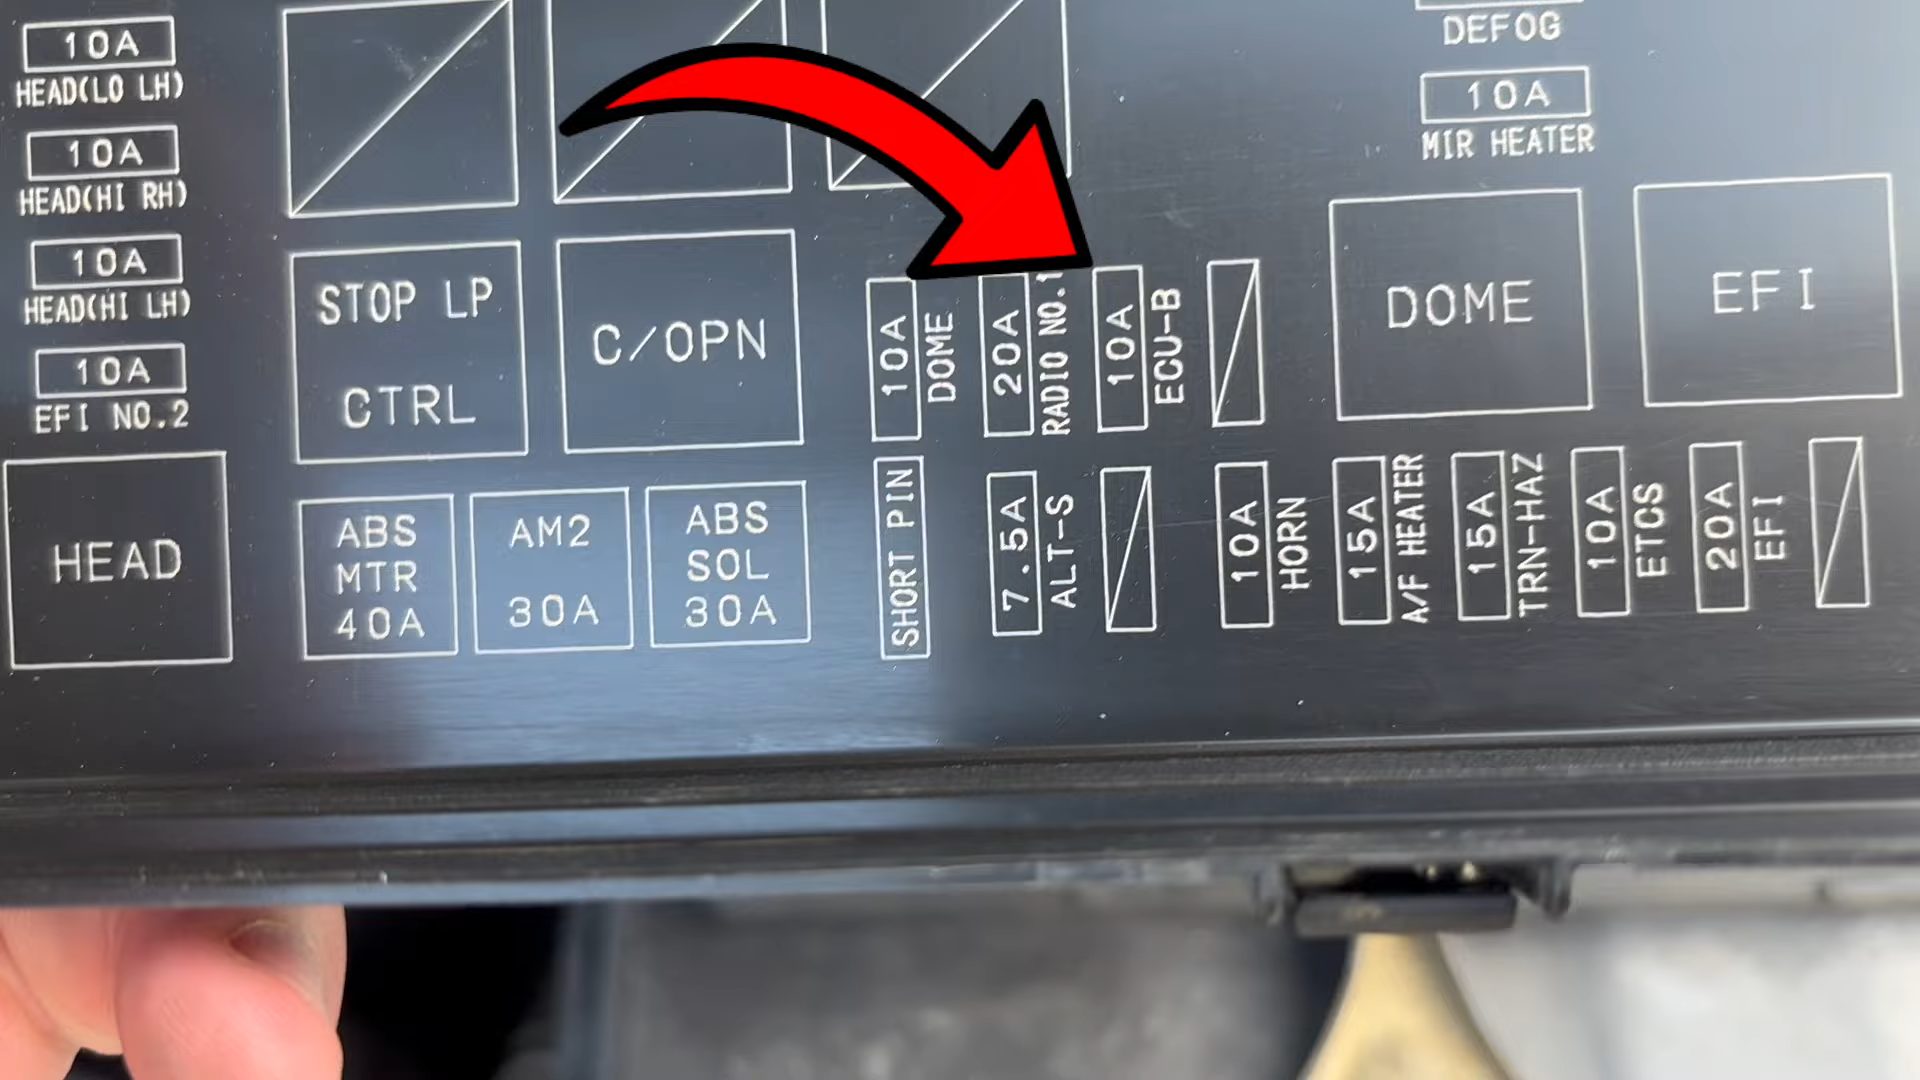 10A
HEAD(LO LH)
10A
HEAD(HI RH)
10A
HEAD(HI LH)
10A
EFI NO.2
HEAD
STOP LP
CTRL
C/OPN
ABS
MTR
40A
AM2
30A
ABS
SOL
30A
10A
DOME
20A
RADIO NO.1
10A
ECU-B
SHORT PIN
7.5A
ALT-S
DEFOG
10A
MIR HEATER
DOME
EFI
10A
HORN
15A
A/F HEATER
15A
TRN-HAZ
10A
ETCS
20A
EFI